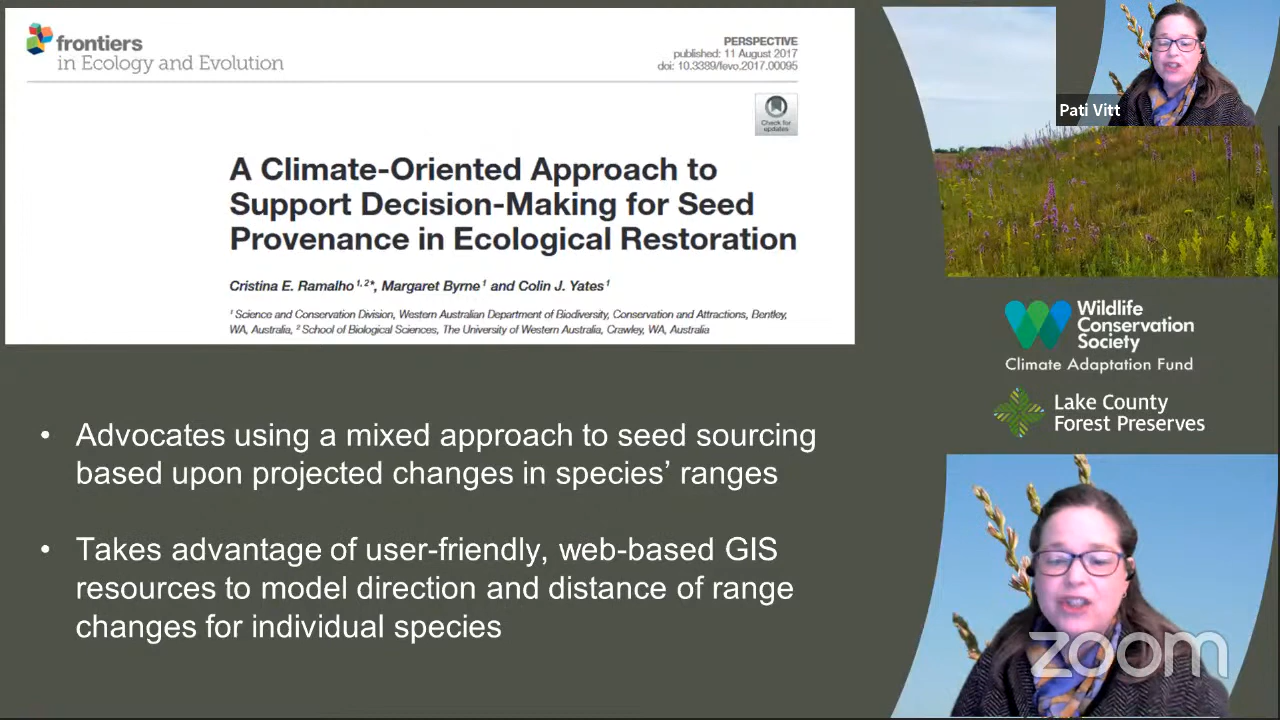 frontiers
in Ecology and Evolution
PERSPECTIVE
published: 11 August 2017
doi: 10.3389/fevo.2017.00095
Check for
updates
A Climate-Oriented Approach to
Support Decision-Making for Seed
Provenance in Ecological Restoration
Cristina E. Ramalho 1,2*, Margaret Byrne 1 and Colin J. Yates 1
1 Science and Conservation Division, Western Australian Department of Biodiversity, Conservation and Attractions, Bentley,
WA, Australia, 2 School of Biological Sciences, The University of Western Australia, Crawley, WA, Australia
• Advocates using a mixed approach to seed sourcing
based upon projected changes in species’ ranges
• Takes advantage of user-friendly, web-based GIS
resources to model direction and distance of range
changes for individual species
Pati Vitt
Wildlife
Conservation
Society
Climate Adaptation Fund
Lake County
Forest Preserves
zoom